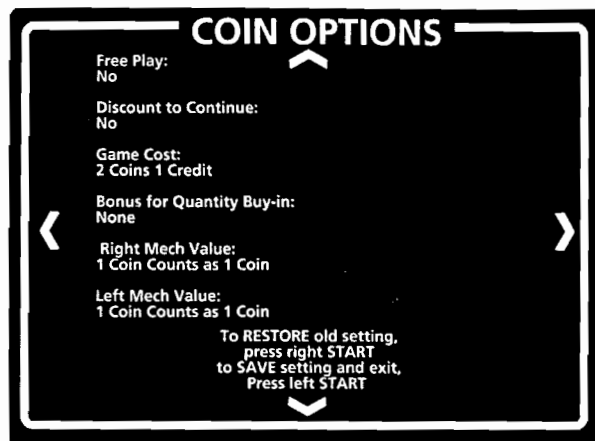 COIN OPTIONS
Free Play:
No
Discount to Continue:
No
Game Cost:
2 Coins 1 Credit
Bonus for Quantity Buy-in:
None
Right Mech Value:
1 Coin Counts as 1 Coin
Left Mech Value:
1 Coin Counts as 1 Coin
To RESTORE old setting,
press right START
to SAVE setting and exit,
Press left START